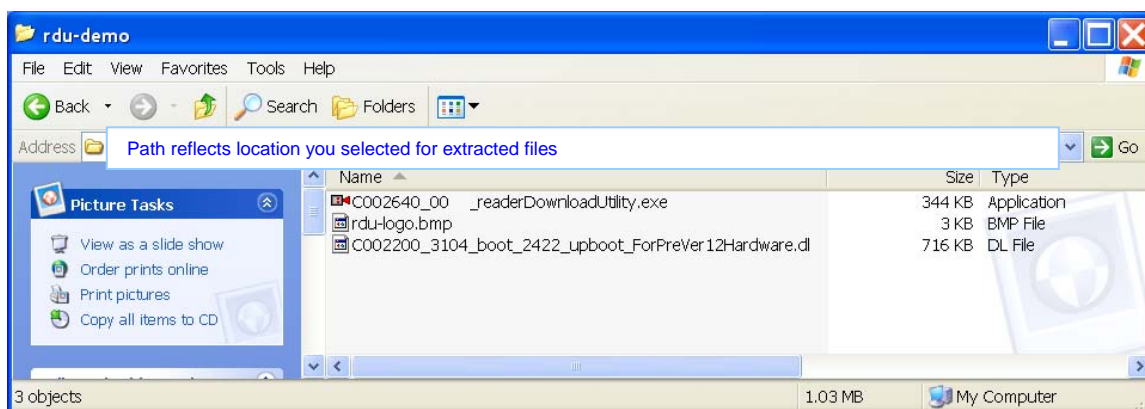 rdu-demo
File Edit View Favorites Tools Help
Back Search Folders
Address Path reflects location you selected for extracted files Go
Name Size Type
C002640_00 _readerDownloadUtility.exe 344 KB Application
rdu-logo.bmp 3 KB BMP File
C002200_3104_boot_2422_upboot_ForPreVer12Hardware.dl 716 KB DL File
Picture Tasks
View as a slide show
Order prints online
Print pictures
Copy all items to CD
3 objects 1.03 MB My Computer